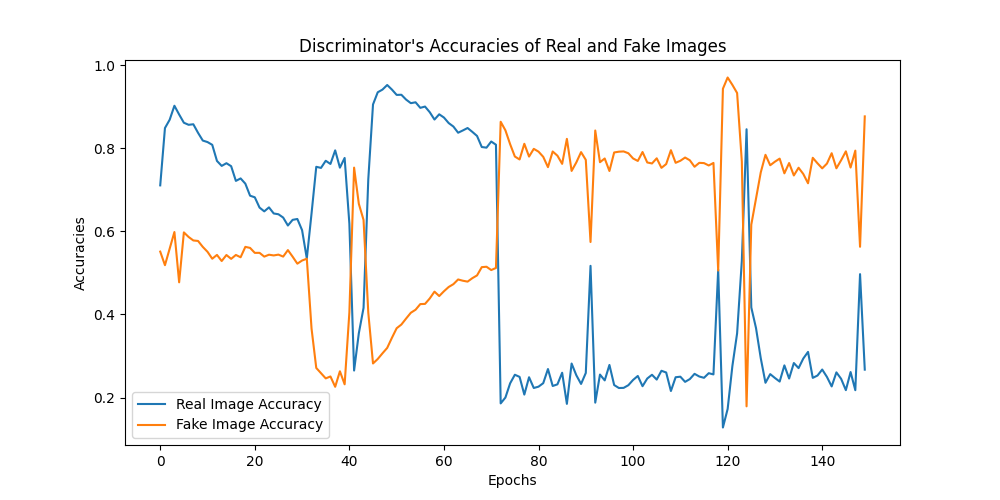 Discriminator's Accuracies of Real and Fake Images
1.0
0.8
0.6
0.4
0.2
Accuracies
Real Image Accuracy
Fake Image Accuracy
0 20 40 60 80 100 120 140
Epochs